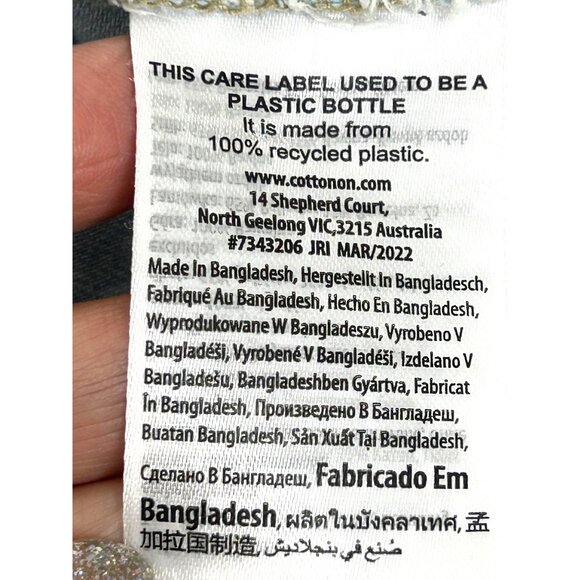 THIS CARE LABEL USED TO BE A
PLASTIC BOTTLE
It is made from
100% recycled plastic.
www.cottonon.com
14 Shepherd Court,
North Geelong VIC,3215 Australia
#7343206 JRI MAR/2022
Made In Bangladesh, Hergestellt In Bangladesch,
Fabriqué Au Bangladesh, Hecho En Bangladesh,
Wyprodukowane W Bangladeszu, Vyrobeno V
Bangladéši, Vyrobené V Bangladéši, Izdelano V
Bangladešu, Bangladeshben Gyártva, Fabricat
În Bangladesh, Произведено В Бангладеш,
Buatan Bangladesh, Sản Xuất Tại Bangladesh,
Сделано В Бангладеш, Fabricado Em
Bangladesh, ผลิตในบังคลาเทศ, 孟
加拉国制造, صُنع في بنجلاديش